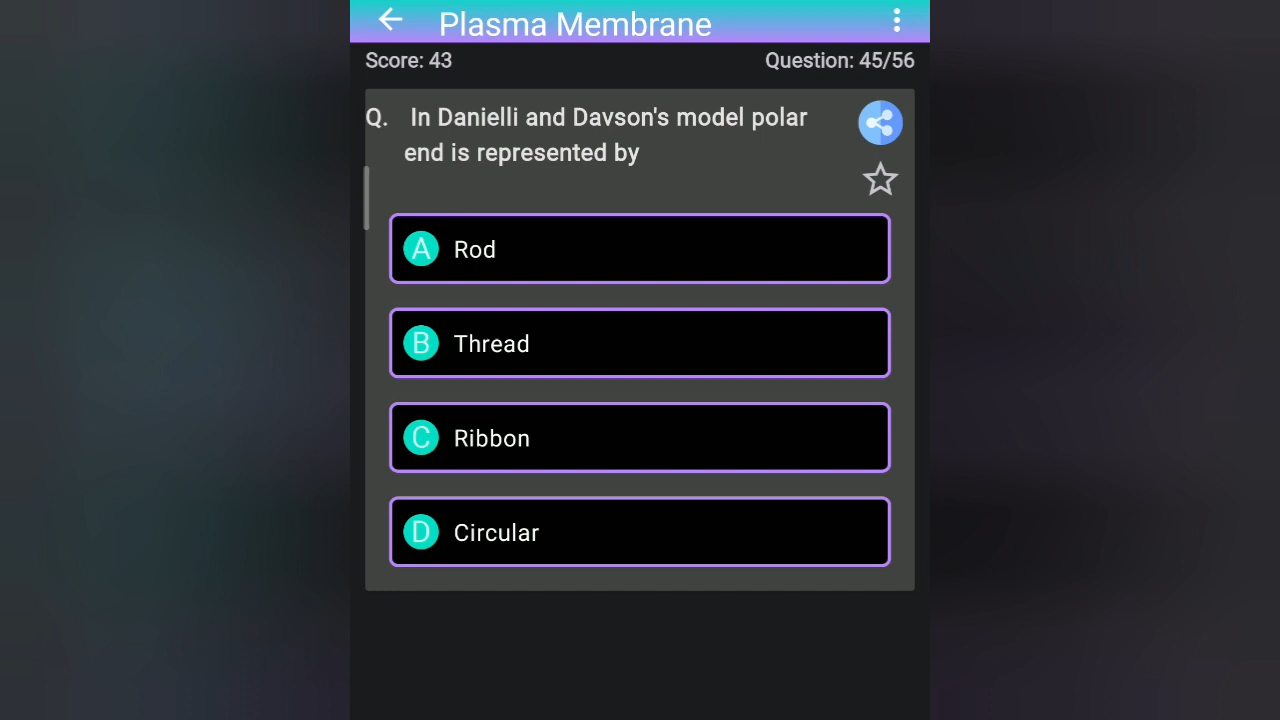 Plasma Membrane
Score: 43
Question: 45/56
Q. In Danielli and Davson's model polar
end is represented by
A Rod
B Thread
C Ribbon
D Circular